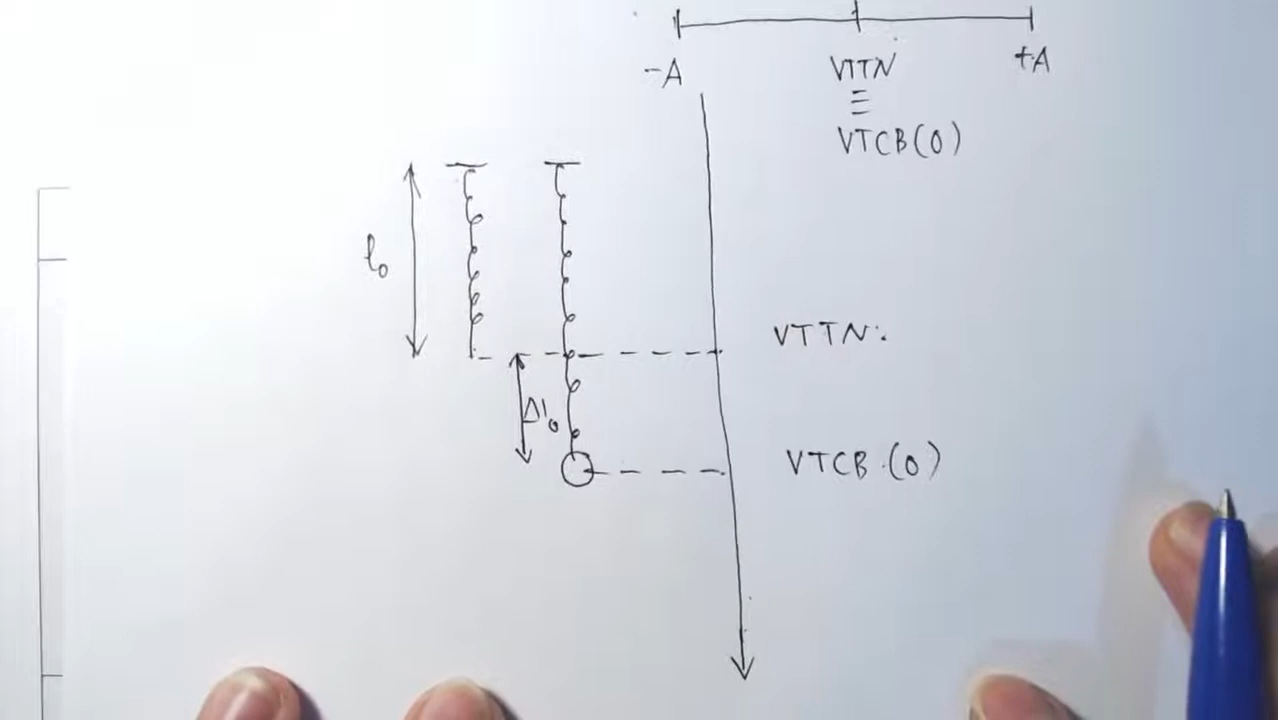 -A VTTN +A
≡
VTCB(0)
l₀
VTTN:
Δl₀
VTCB.(0)